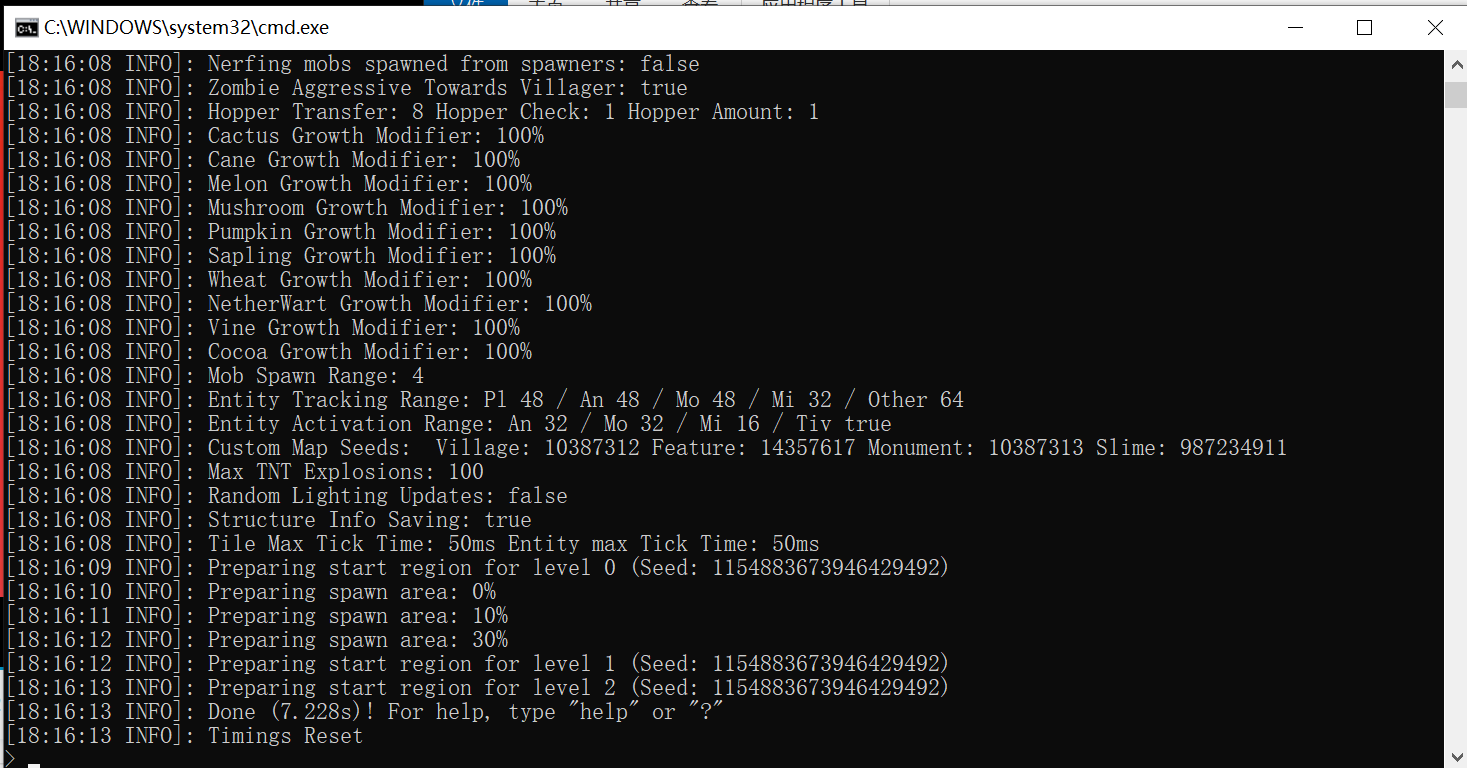 C:\WINDOWS\system32\cmd.exe
[18:16:08 INFO]: Nerfing mobs spawned from spawners: false
[18:16:08 INFO]: Zombie Aggressive Towards Villager: true
[18:16:08 INFO]: Hopper Transfer: 8 Hopper Check: 1 Hopper Amount: 1
[18:16:08 INFO]: Cactus Growth Modifier: 100%
[18:16:08 INFO]: Cane Growth Modifier: 100%
[18:16:08 INFO]: Melon Growth Modifier: 100%
[18:16:08 INFO]: Mushroom Growth Modifier: 100%
[18:16:08 INFO]: Pumpkin Growth Modifier: 100%
[18:16:08 INFO]: Sapling Growth Modifier: 100%
[18:16:08 INFO]: Wheat Growth Modifier: 100%
[18:16:08 INFO]: NetherWart Growth Modifier: 100%
[18:16:08 INFO]: Vine Growth Modifier: 100%
[18:16:08 INFO]: Cocoa Growth Modifier: 100%
[18:16:08 INFO]: Mob Spawn Range: 4
[18:16:08 INFO]: Entity Tracking Range: Pl 48 / An 48 / Mo 48 / Mi 32 / Other 64
[18:16:08 INFO]: Entity Activation Range: An 32 / Mo 32 / Mi 16 / Tiv true
[18:16:08 INFO]: Custom Map Seeds:  Village: 10387312 Feature: 14357617 Monument: 10387313 Slime: 987234911
[18:16:08 INFO]: Max TNT Explosions: 100
[18:16:08 INFO]: Random Lighting Updates: false
[18:16:08 INFO]: Structure Info Saving: true
[18:16:08 INFO]: Tile Max Tick Time: 50ms Entity max Tick Time: 50ms
[18:16:09 INFO]: Preparing start region for level 0 (Seed: 1154883673946429492)
[18:16:10 INFO]: Preparing spawn area: 0%
[18:16:11 INFO]: Preparing spawn area: 10%
[18:16:12 INFO]: Preparing spawn area: 30%
[18:16:12 INFO]: Preparing start region for level 1 (Seed: 1154883673946429492)
[18:16:13 INFO]: Preparing start region for level 2 (Seed: 1154883673946429492)
[18:16:13 INFO]: Done (7.228s)! For help, type "help" or "?"
[18:16:13 INFO]: Timings Reset
>